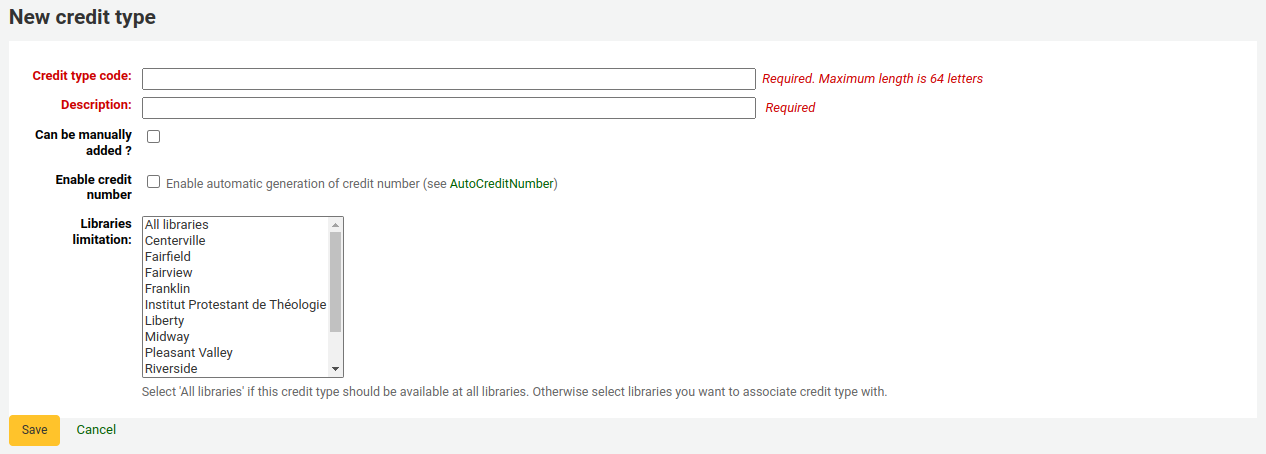 New credit type
Credit type code:
Required. Maximum length is 64 letters
Description:
Required
Can be manually
added ?
Enable credit
number
Enable automatic generation of credit number (see AutoCreditNumber)
Libraries
limitation:
All libraries
Centerville
Fairfield
Fairview
Franklin
Institut Protestant de Théologie
Liberty
Midway
Pleasant Valley
Riverside
Select 'All libraries' if this credit type should be available at all libraries. Otherwise select libraries you want to associate credit type with.
Save
Cancel